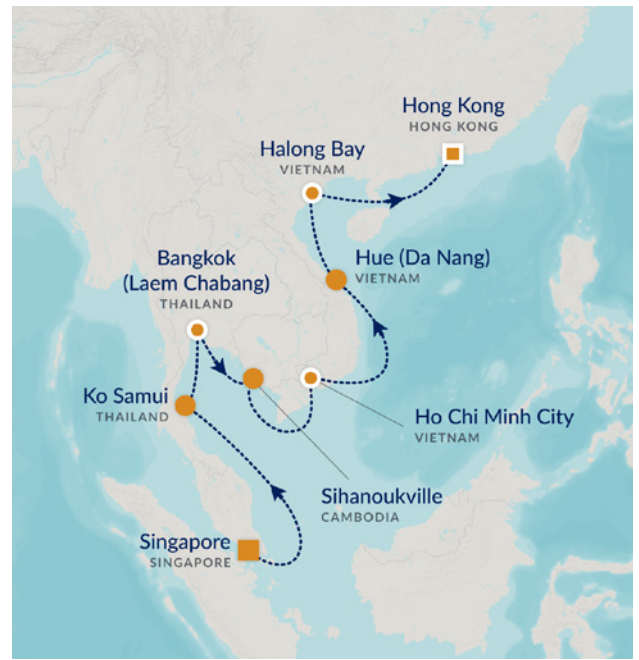 Hong Kong
HONG KONG
Halong Bay
VIETNAM
Bangkok
(Laem Chabang)
THAILAND
Hue (Da Nang)
VIETNAM
Ko Samui
THAILAND
Ho Chi Minh City
VIETNAM
Sihanoukville
CAMBODIA
Singapore
SINGAPORE